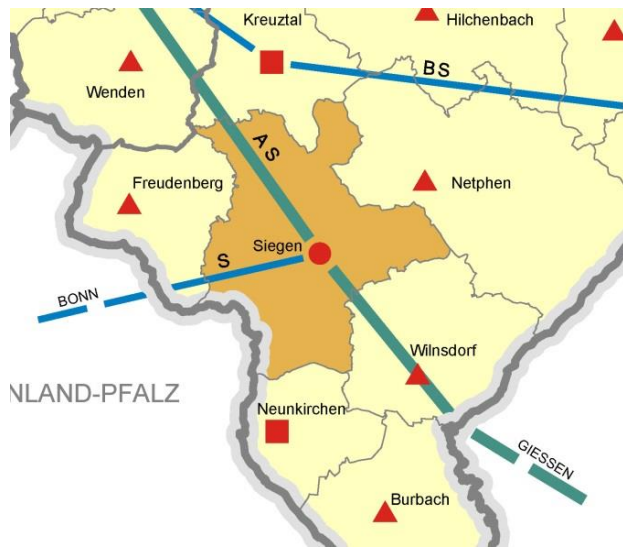 Kreuztal
Hilchenbach
BS
Wenden
AS
Freudenberg
Netphen
Siegen
S
BONN
Wilnsdorf
NLAND-PFALZ
Neunkirchen
GIESSEN
Burbach